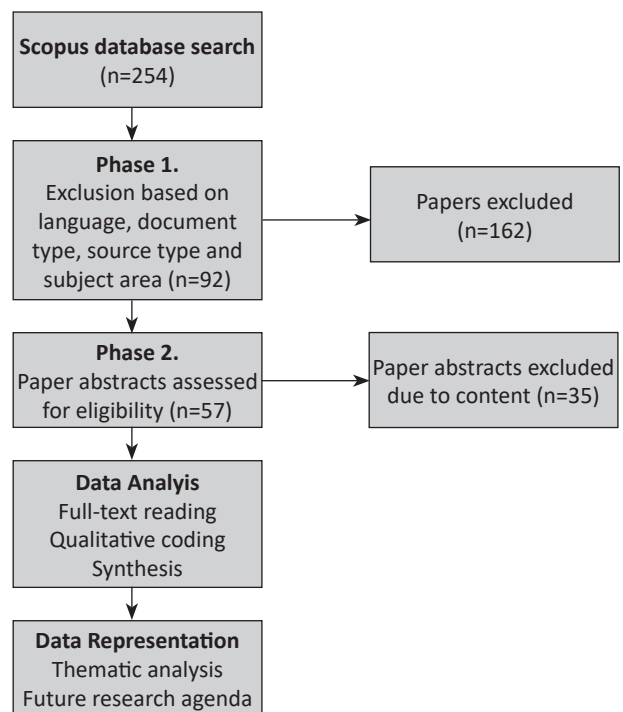 Scopus database search
(n=254)
Phase 1.
Exclusion based on
language, document
type, source type and
subject area (n=92)
Papers excluded
(n=162)
Phase 2.
Paper abstracts assessed
for eligibility (n=57)
Paper abstracts excluded
due to content (n=35)
Data Analyis
Full-text reading
Qualitative coding
Synthesis
Data Representation
Thematic analysis
Future research agenda